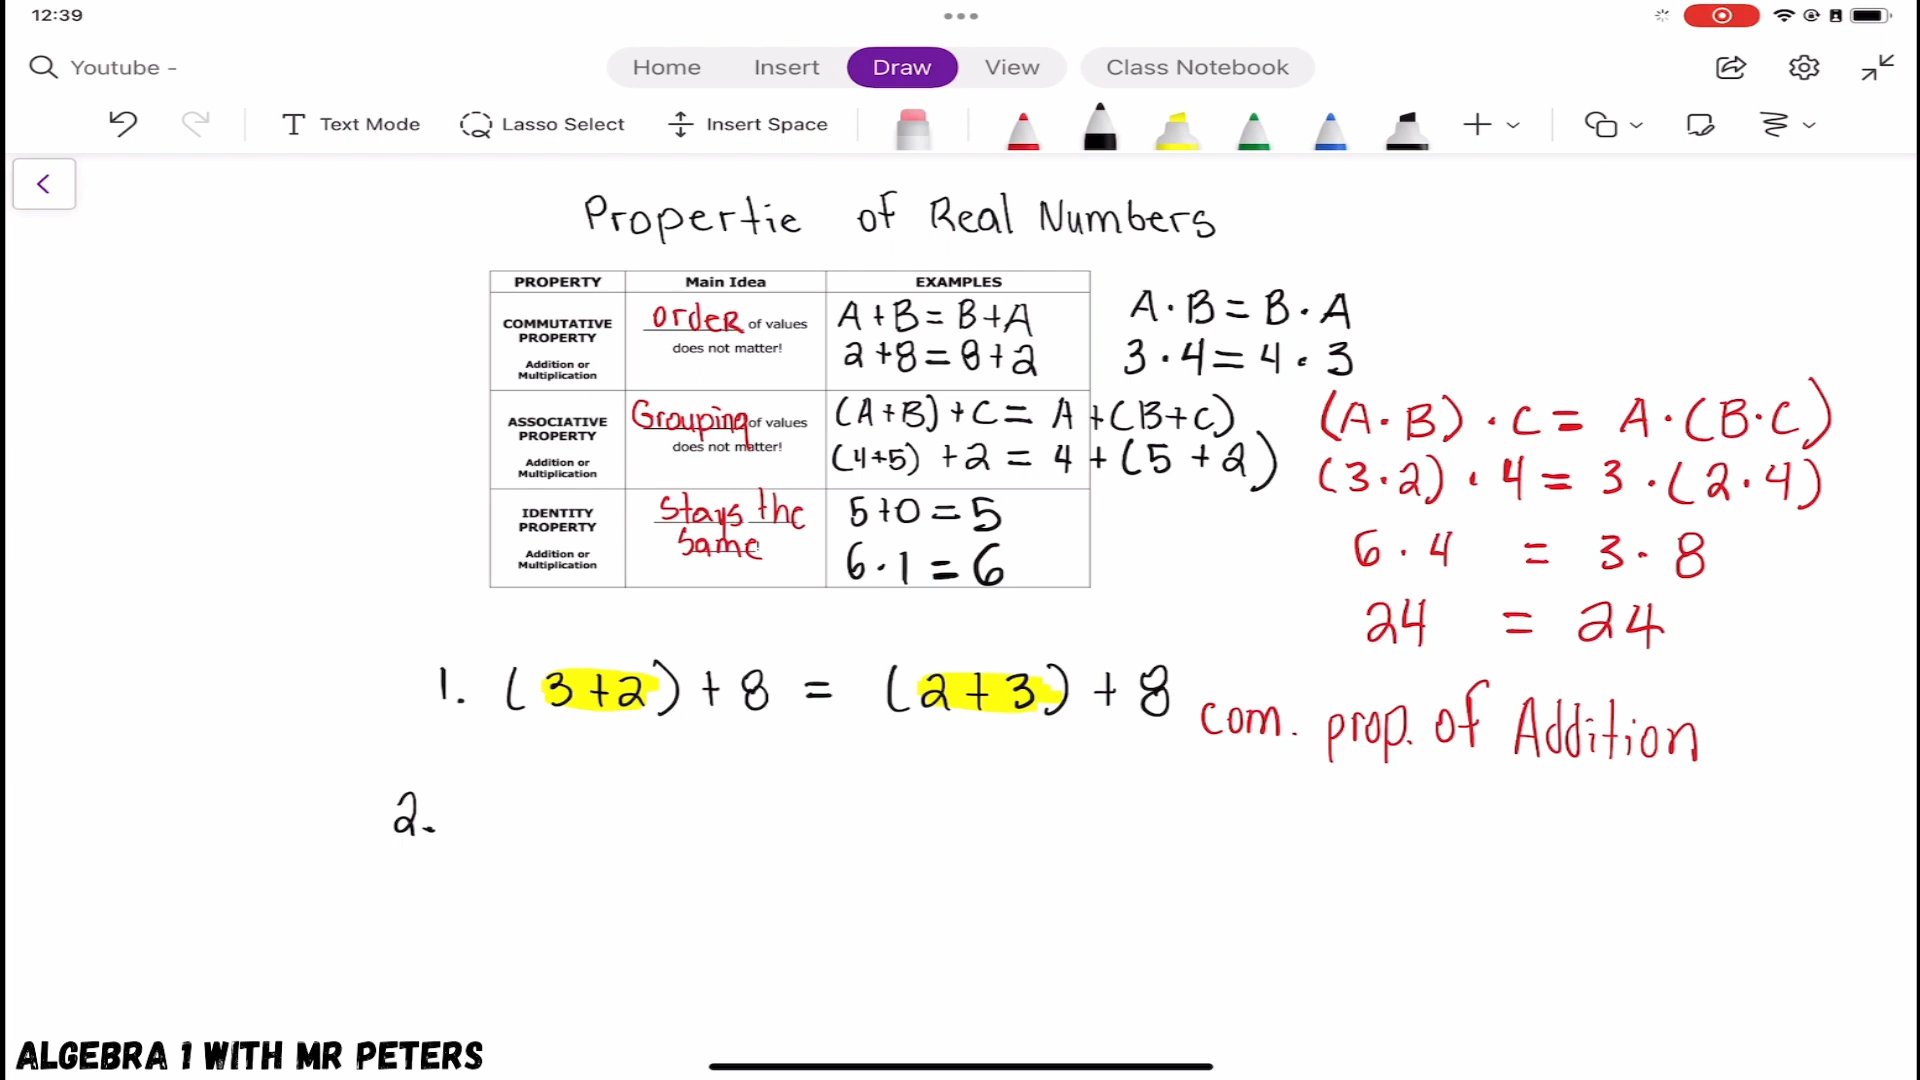 12:39
Youtube -
Home Insert Draw View Class Notebook
Text Mode Lasso Select Insert Space
Propertie of Real Numbers
PROPERTY Main Idea EXAMPLES
COMMUTATIVE PROPERTY
Addition or Multiplication
order of values
does not matter!
A+B=B+A
2+8=8+2
A·B=B·A
3·4=4·3
ASSOCIATIVE PROPERTY
Addition or Multiplication
Grouping of values
does not matter!
(A+B)+C=A+(B+C)
(4+5)+2=4+(5+2)
(A·B)·C=A·(B·C)
(3·2)·4=3·(2·4)
6·4=3·8
24=24
IDENTITY PROPERTY
Addition or Multiplication
stays the
same
5+0=5
6·1=6
1. (3+2)+8=(2+3)+8
com. prop. of Addition
2.
ALGEBRA 1 WITH MR PETERS